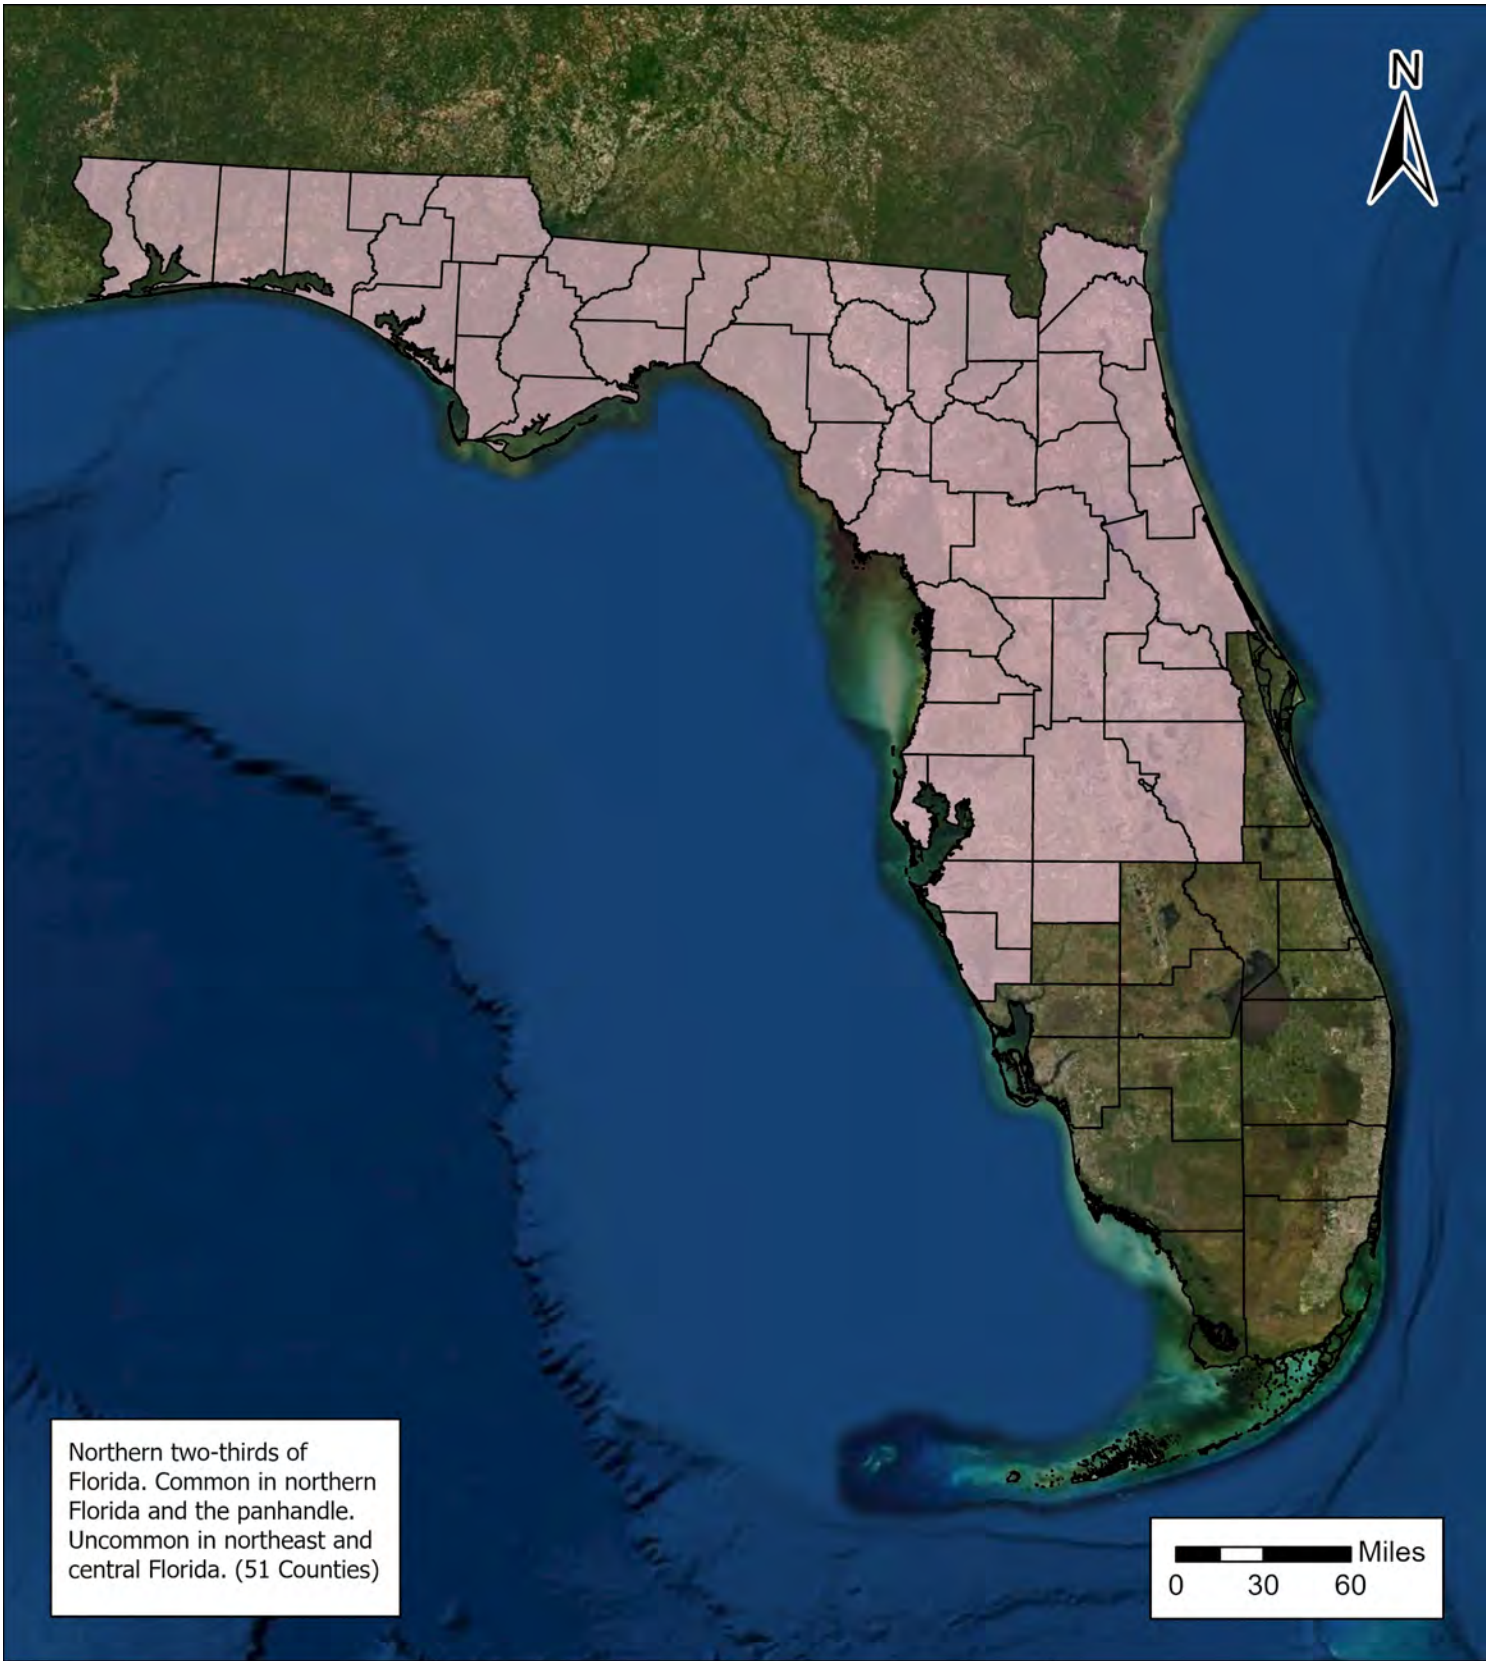 N
Northern two-thirds of
Florida. Common in northern
Florida and the panhandle.
Uncommon in northeast and
central Florida. (51 Counties)
Miles
0 30 60